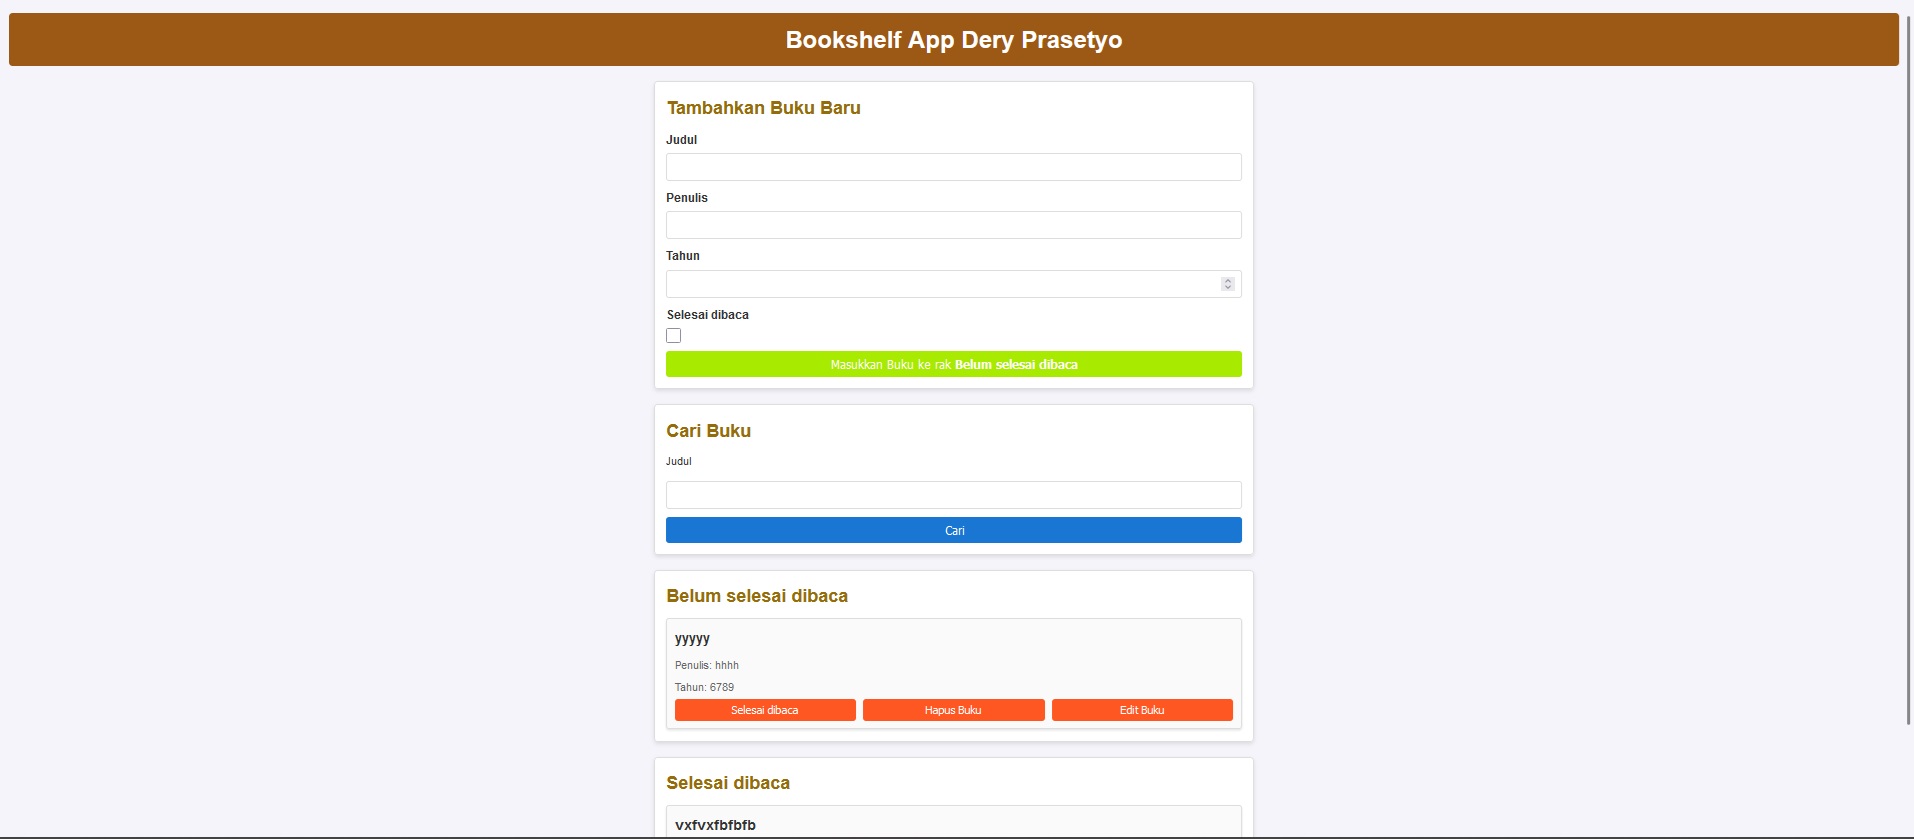 Bookshelf App Dery Prasetyo
Tambahkan Buku Baru
Judul
Penulis
Tahun
Selesai dibaca
Masukkan Buku ke rak Belum selesai dibaca
Cari Buku
Judul
Cari
Belum selesai dibaca
yyyyy
Penulis: hhhh
Tahun: 6789
Selesai dibaca Hapus Buku Edit Buku
Selesai dibaca
vxfvxfbfbfb